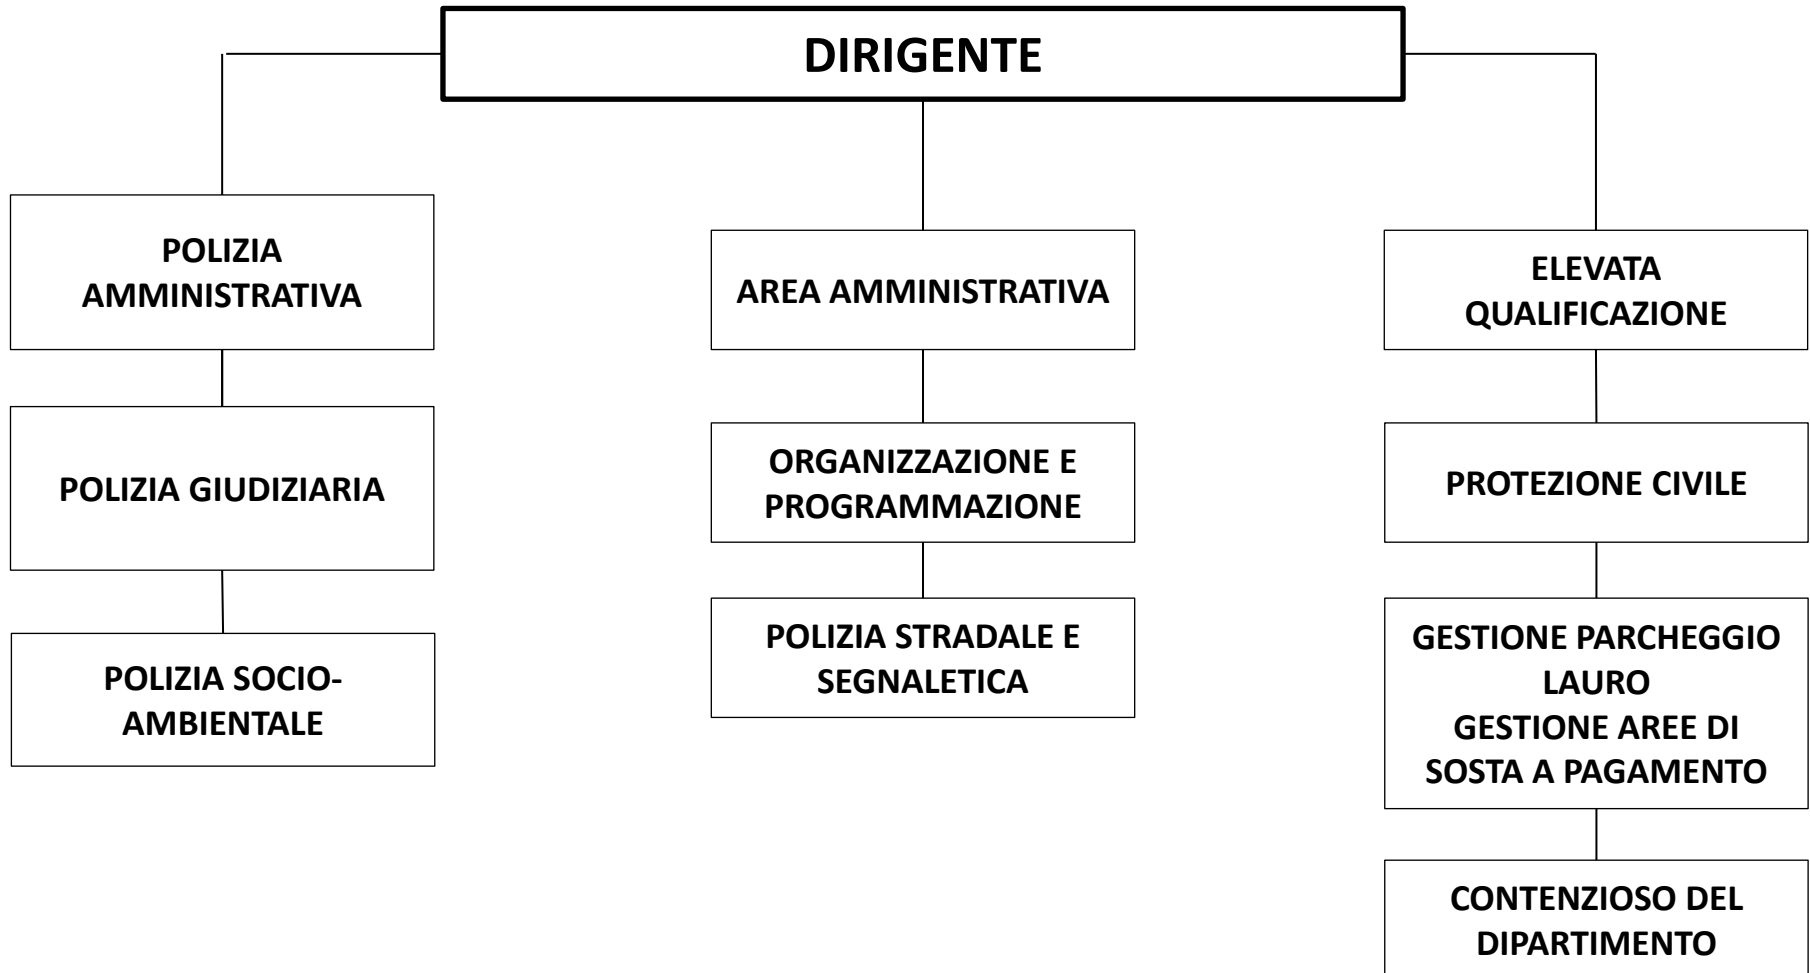 DIRIGENTE
POLIZIA
AMMINISTRATIVA
POLIZIA GIUDIZIARIA
POLIZIA SOCIO-
AMBIENTALE
AREA AMMINISTRATIVA
ORGANIZZAZIONE E
PROGRAMMAZIONE
POLIZIA STRADALE E
SEGNALETICA
ELEVATA
QUALIFICAZIONE
PROTEZIONE CIVILE
GESTIONE PARCHEGGIO
LAURO
GESTIONE AREE DI
SOSTA A PAGAMENTO
CONTENZIOSO DEL
DIPARTIMENTO